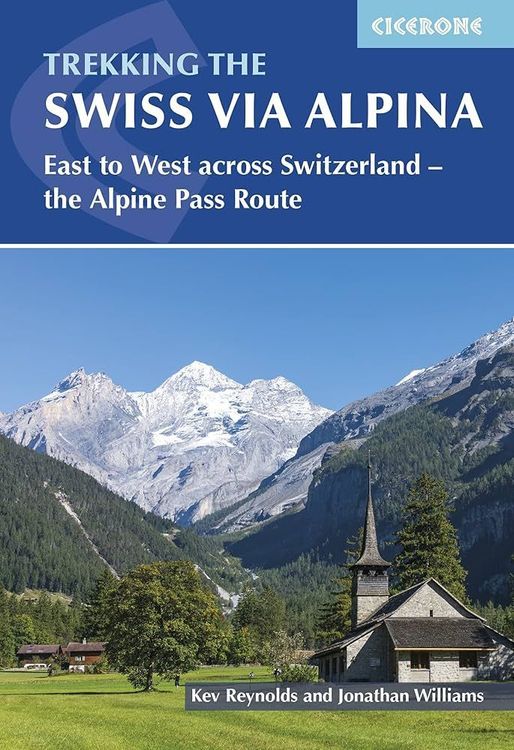 CICERONE
TREKKING THE
SWISS VIA ALPINA
East to West across Switzerland –
the Alpine Pass Route
Kev Reynolds and Jonathan Williams